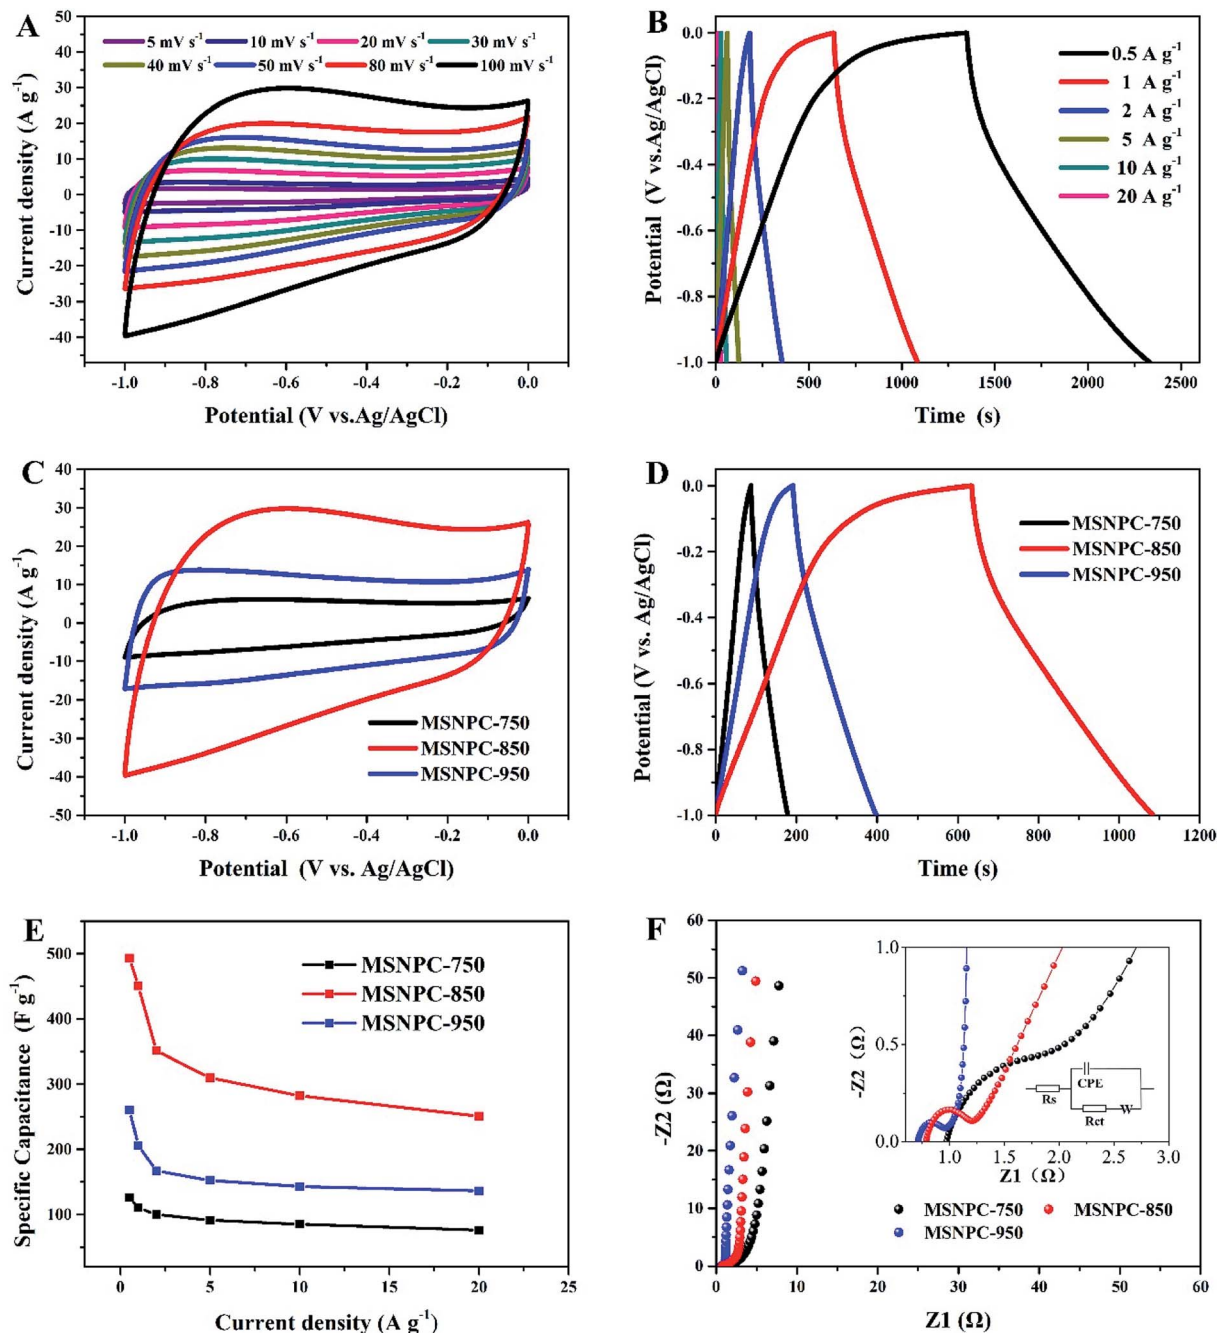 A
5 mV s⁻¹ 10 mV s⁻¹ 20 mV s⁻¹ 30 mV s⁻¹
40 mV s⁻¹ 50 mV s⁻¹ 80 mV s⁻¹ 100 mV s⁻¹
50
40
30
20
10
0
-10
-20
-30
-40
Current density (A g⁻¹)
-1.0 -0.8 -0.6 -0.4 -0.2 0.0
Potential (V vs.Ag/AgCl)
B
0.0
-0.2
-0.4
-0.6
-0.8
-1.0
Potential (V vs.Ag/AgCl)
0.5 A g⁻¹
1 A g⁻¹
2 A g⁻¹
5 A g⁻¹
10 A g⁻¹
20 A g⁻¹
0 500 1000 1500 2000 2500
Time (s)
C
40
30
20
10
0
-10
-20
-30
-40
-50
Current density (A g⁻¹)
MSNPC-750
MSNPC-850
MSNPC-950
-1.0 -0.8 -0.6 -0.4 -0.2 0.0
Potential (V vs. Ag/AgCl)
D
0.0
-0.2
-0.4
-0.6
-0.8
-1.0
Potential (V vs. Ag/AgCl)
MSNPC-750
MSNPC-850
MSNPC-950
0 200 400 600 800 1000 1200
Time (s)
E
500
400
300
200
100
Specific Capacitance (F g⁻¹)
MSNPC-750
MSNPC-850
MSNPC-950
0 5 10 15 20 25
Current density (A g⁻¹)
F
60
50
40
30
20
10
0
-Z2 (Ω)
1.0
0.5
0.0
-Z2 (Ω)
CPE
Rs
W
Rct
1.0 1.5 2.0 2.5 3.0
Z1 (Ω)
MSNPC-750 MSNPC-850
MSNPC-950
0 10 20 30 40 50 60
Z1 (Ω)